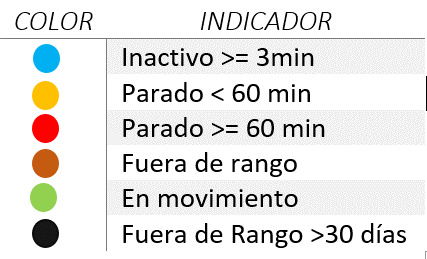 COLOR INDICADOR
Inactivo >= 3min
Parado < 60 min
Parado >= 60 min
Fuera de rango
En movimiento
Fuera de Rango >30 días